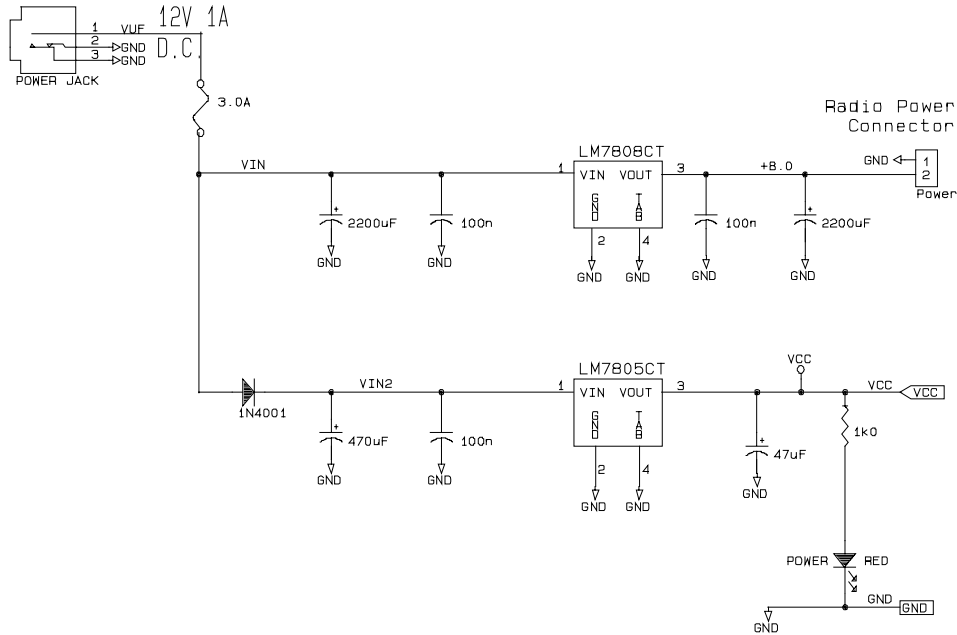 12V 1A
D.C.
1 VUF
2 GND
3 GND
POWER JACK
3.0A
Radio Power
Connector
VIN
1
LM7808CT
VIN VOUT
GND TAB
3
+8.0
GND
1
2
Power
2200uF
100n
2
4
100n
2200uF
GND
GND
GND
GND
GND
GND
1N4001
VIN2
1
LM7805CT
VIN VOUT
GND TAB
3
VCC
VCC
VCC
470uF
100n
2
4
47uF
1k0
GND
GND
GND
GND
GND
POWER
RED
GND
GND
GND